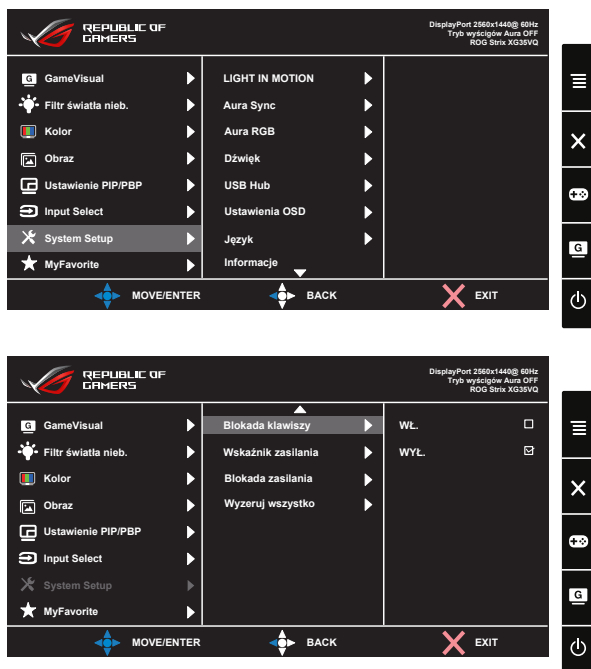 REPUBLIC OF
GAMERS
DisplayPort 2560x1440@ 60Hz
Tryb wyścigów Aura OFF
ROG Strix XG35VQ
G GameVisual
Filtr światła nieb.
Kolor
Obraz
Ustawienie PIP/PBP
Input Select
System Setup
MyFavorite
LIGHT IN MOTION
Aura Sync
Aura RGB
Dźwięk
USB Hub
Ustawienia OSD
Język
Informacje
G
MOVE/ENTER
BACK
EXIT
REPUBLIC OF
GAMERS
DisplayPort 2560x1440@ 60Hz
Tryb wyścigów Aura OFF
ROG Strix XG35VQ
G GameVisual
Filtr światła nieb.
Kolor
Obraz
Ustawienie PIP/PBP
Input Select
System Setup
MyFavorite
Blokada klawiszy
Wskaźnik zasilania
Blokada zasilania
Wyzeruj wszystko
WŁ.
WYŁ.
G
MOVE/ENTER
BACK
EXIT